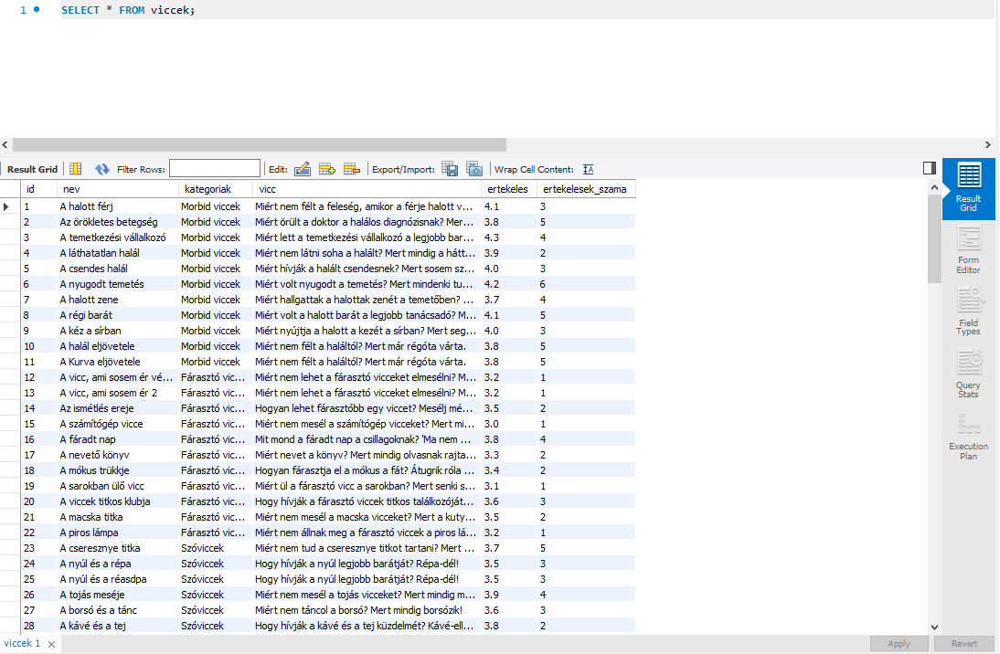 1 SELECT * FROM viccek;
Result Grid Filter Rows: Edit: Export/Import: Wrap Cell Content: IA
id nev kategoriak vicc ertekeles ertekelesek_szama
1 A halott férj Morbid viccek Miért nem félt a feleség, amikor a férje halott v... 4.1 3
2 Az örökletes betegség Morbid viccek Miért örült a doktor a halálos diagnózisnak? Mer... 3.8 5
3 A temetkezési vállalkozó Morbid viccek Miért lett a temetkezési vállalkozó a legjobb bar... 4.3 4
4 A láthatatlan halál Morbid viccek Miért nem látni soha a halált? Mert mindig a hátt... 3.9 2
5 A csendes halál Morbid viccek Miért hívják a halált csendesnek? Mert sosem sz... 4.0 3
6 A nyugodt temetés Morbid viccek Miért volt nyugodt a temetés? Mert mindenki tu... 4.2 6
7 A halott zene Morbid viccek Miért hallgattak a halottak zenét a temetőben? ... 3.7 4
8 A régi barát Morbid viccek Miért volt a halott barát a legjobb tanácsadó? M... 4.1 5
9 A kéz a sírban Morbid viccek Miért nyújtja a halott a kezét a sírban? Mert seg... 4.0 3
10 A halál eljövetele Morbid viccek Miért nem félt a haláltól? Mert már régóta várta. 3.8 5
11 A Kurva eljövetele Morbid viccek Miért nem félt a haláltól? Mert már régóta várta. 3.8 5
12 A vicc, ami sosem ér vé... Fárasztó vic... Miért nem lehet a fárasztó vicceket elmesélni? M... 3.2 1
13 A vicc, ami sosem ér 2 Fárasztó vic... Miért nem lehet a fárasztó vicceket elmesélni? M... 3.2 1
14 Az ismétlés ereje Fárasztó vic... Hogyan lehet fárasztóbb egy viccet? Mesélj mé... 3.5 2
15 A számítógép vicce Fárasztó vic... Miért nem mesél a számítógép vicceket? Mert mi... 3.0 1
16 A fáradt nap Fárasztó vic... Mit mond a fáradt nap a csillagoknak? 'Ma nem ... 3.8 4
17 A nevető könyv Fárasztó vic... Miért nevet a könyv? Mert mindig olvasnak rajta... 3.3 2
18 A mókus trükkje Fárasztó vic... Hogyan fárasztja el a mókus a fát? Átugrik róla ... 3.4 2
19 A sarokban ülő vicc Fárasztó vic... Miért ül a fárasztó vicc a sarokban? Mert senki s... 3.1 1
20 A viccek titkos klubja Fárasztó vic... Hogy hívják a fárasztó viccek titkos találkozóját... 3.6 3
21 A macska titka Fárasztó vic... Miért nem mesél a macska vicceket? Mert a kuty... 3.5 2
22 A piros lámpa Fárasztó vic... Miért nem állnak meg a fárasztó viccek a piros lá... 3.2 1
23 A cseresznye titka Szóviccek Miért nem tud a cseresznye titkot tartani? Mert ... 3.7 5
24 A nyúl és a répa Szóviccek Hogy hívják a nyúl legjobb barátját? Répa-dél! 3.5 3
25 A nyúl és a réasdpa Szóviccek Hogy hívják a nyúl legjobb barátját? Répa-dél! 3.5 3
26 A tojás meséje Szóviccek Miért nem mesél a tojás vicceket? Mert mindig m... 3.9 4
27 A borsó és a tánc Szóviccek Miért nem táncol a borsó? Mert mindig borsózik! 3.6 3
28 A kávé és a tej Szóviccek Hogy hívják a kávé és a tej küzdelmét? Kávé-ell... 3.8 2
Result
Grid
Form
Editor
Field
Types
Query
Stats
Execution
Plan
viccek 1 Apply Revert